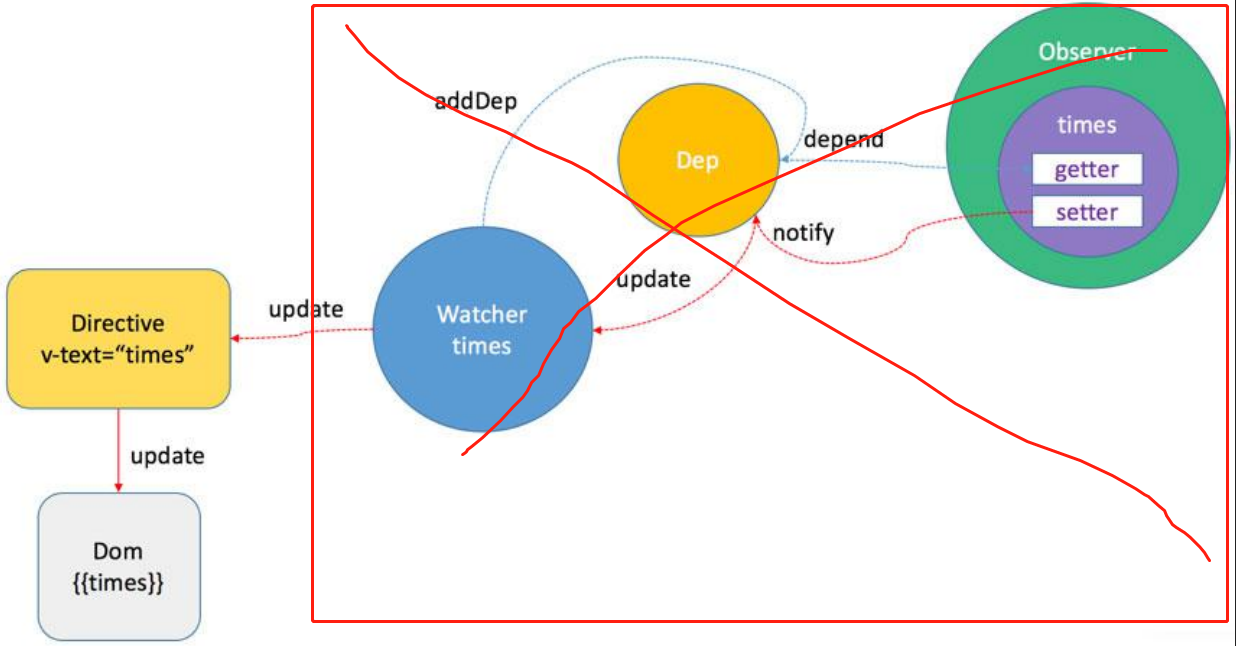 Observer
addDep
times
depend
Dep
getter
setter
notify
update
Watcher
times
update
Directive
v-text=“times”
update
Dom
{{times}}